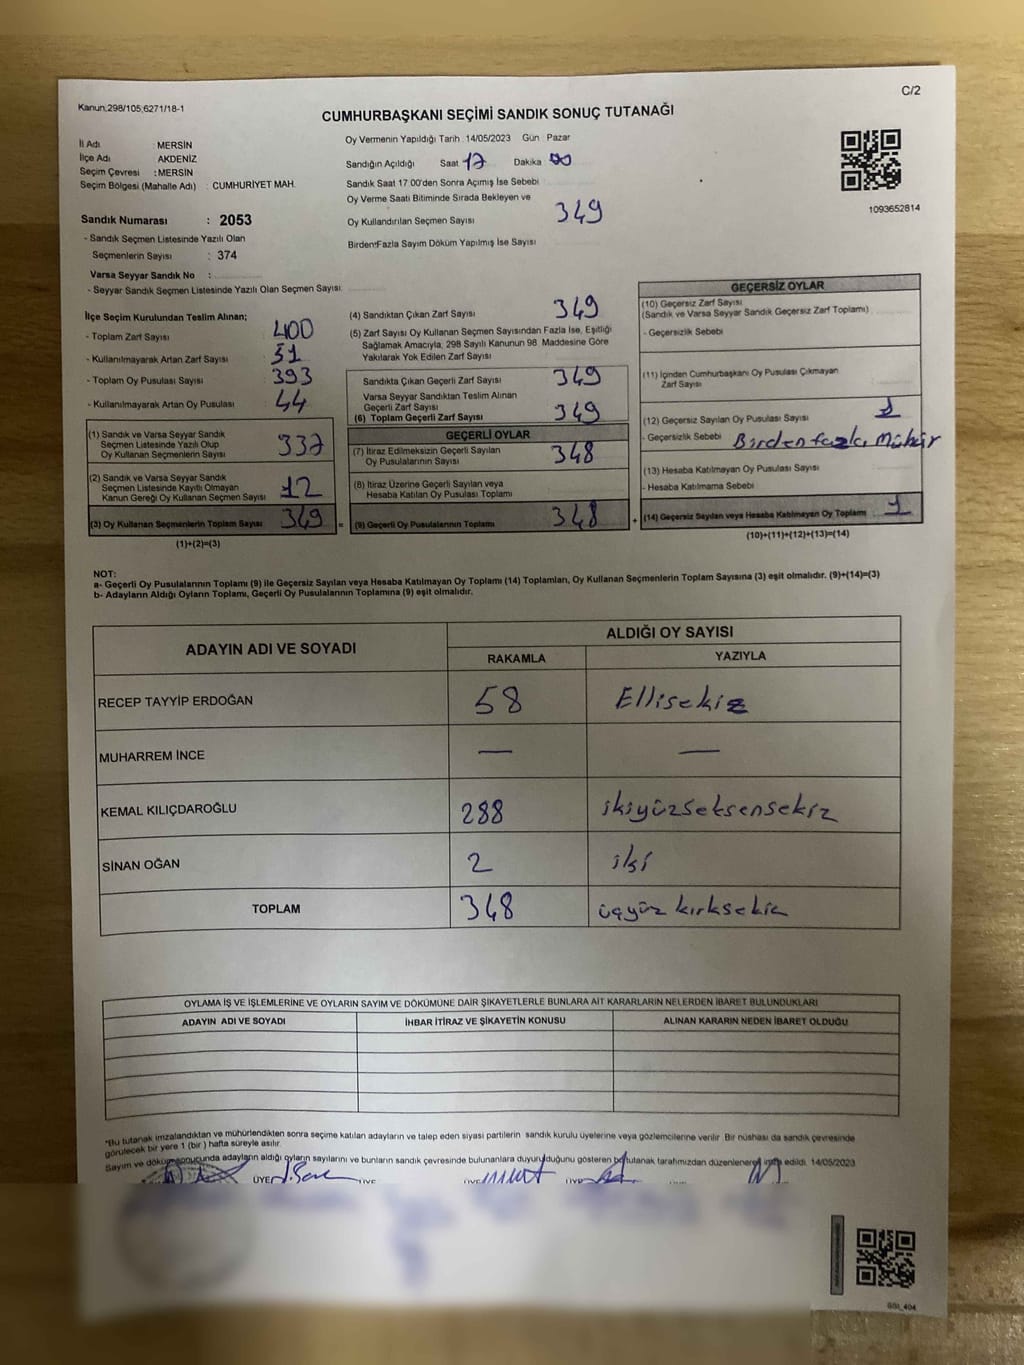 Kanun:298/105;6271/18-1
C/2
CUMHURBAŞKANI SEÇİMİ SANDIK SONUÇ TUTANAĞI
İl Adı : MERSİN
İlçe Adı AKDENİZ
Seçim Çevresi : MERSİN
Seçim Bölgesi (Mahalle Adı) : CUMHURİYET MAH.
Sandık Numarası : 2053
- Sandık Seçmen Listesinde Yazılı Olan
Seçmenlerin Sayısı : 374
Varsa Seyyar Sandık No :
- Seyyar Sandık Seçmen Listesinde Yazılı Olan Seçmen Sayısı:
Oy Vermenin Yapıldığı Tarih 14/05/2023 Gün Pazar
Sandığın Açıldığı Saat 17 Dakika 00
Sandık Saat 17:00'den Sonra Açımış İse Sebebi
Oy Verme Saati Bitiminde Sırada Bekleyen ve
Oy Kullandırılan Seçmen Sayısı 349
Birden Fazla Sayım Döküm Yapılmış İse Sayısı
1093652814
İlçe Seçim Kurulundan Teslim Alınan;
- Toplam Zarf Sayısı 400
- Kullanılmayarak Artan Zarf Sayısı 51
- Toplam Oy Pusulası Sayısı 393
- Kullanılmayarak Artan Oy Pusulası 44
(1) Sandık ve Varsa Seyyar Sandık
Seçmen Listesinde Yazılı Olup
Oy Kullanan Seçmenlerin Sayısı 337
(2) Sandık ve Varsa Seyyar Sandık
Seçmen Listesinde Kayıtlı Olmayan
Kanun Gereği Oy Kullanan Seçmen Sayısı 12
(3) Oy Kullanan Seçmenlerin Toplam Sayısı 349 =
(1)+(2)=(3)
(4) Sandıktan Çıkan Zarf Sayısı 349
(5) Zarf Sayısı Oy Kullanan Seçmen Sayısından Fazla İse, Eşitliği
Sağlamak Amacıyla, 298 Sayılı Kanunun 98. Maddesine Göre
Yakılarak Yok Edilen Zarf Sayısı
Sandıkta Çıkan Geçerli Zarf Sayısı 349
Varsa Seyyar Sandıktan Teslim Alınan
Geçerli Zarf Sayısı
(6) Toplam Geçerli Zarf Sayısı 349
GEÇERLİ OYLAR
(7) İtiraz Edilmeksizin Geçerli Sayılan
Oy Pusulalarının Sayısı 348
(8) İtiraz Üzerine Geçerli Sayılan veya
Hesaba Katılan Oy Pusulası Toplamı
(9) Geçerli Oy Pusulalarının Toplamı 348 +
GEÇERSİZ OYLAR
(10) Geçersiz Zarf Sayısı
(Sandık ve Varsa Seyyar Sandık Geçersiz Zarf Toplamı)
- Geçersizlik Sebebi
(11) İçinden Cumhurbaşkanı Oy Pusulası Çıkmayan
Zarf Sayısı
(12) Geçersiz Sayılan Oy Pusulası Sayısı 1
- Geçersizlik Sebebi Birden fazla Mühür
(13) Hesaba Katılmayan Oy Pusulası Sayısı
- Hesaba Katılmama Sebebi
(14) Geçersiz Sayılan veya Hesaba Katılmayan Oy Toplamı 1
(10)+(11)+(12)+(13)=(14)
NOT:
a- Geçerli Oy Pusulalarının Toplamı (9) ile Geçersiz Sayılan veya Hesaba Katılmayan Oy Toplamı (14) Toplamları, Oy Kullanan Seçmenlerin Toplam Sayısına (3) eşit olmalıdır. (9)+(14)=(3)
b- Adayların Aldığı Oyların Toplamı, Geçerli Oy Pusulalarının Toplamına (9) eşit olmalıdır.
ADAYIN ADI VE SOYADI ALDIĞI OY SAYISI
RAKAMLA YAZIYLA
RECEP TAYYİP ERDOĞAN 58 Ellisekiz
MUHARREM İNCE — —
KEMAL KILIÇDAROĞLU 288 ikiyüzseksensekiz
SİNAN OĞAN 2 iki
TOPLAM 348 üçyüz kırksekiz
OYLAMA İŞ VE İŞLEMLERİNE VE OYLARIN SAYIM VE DÖKÜMÜNE DAİR ŞİKAYETLERLE BUNLARA AİT KARARLARIN NELERDEN İBARET BULUNDUKLARI
ADAYIN ADI VE SOYADI İHBAR İTİRAZ VE ŞİKAYETİN KONUSU ALINAN KARARIN NEDEN İBARET OLDUĞU
*Bu tutanak imzalandıktan ve mühürlendikten sonra seçime katılan adayların ve talep eden siyasi partilerin sandık kurulu üyelerine veya gözlemcilerine verilir. Bir nüshası da sandık çevresinde
görülecek bir yere 1 (bir ) hafta süreyle asılır.
Sayım ve döküm sonucunda adayların aldığı oyların sayılarını ve bunların sandık çevresinde bulunanlara duyurulduğunu gösteren bu tutanak tarafımızdan düzenlenerek imza edildi. 14/05/2023
ÜYE ÜYE ÜYE ÜYE